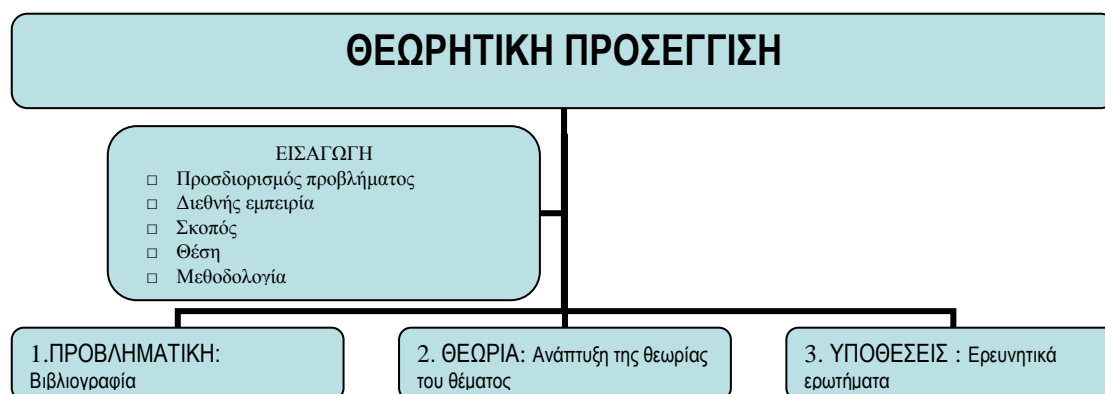 ΘΕΩΡΗΤΙΚΗ ΠΡΟΣΕΓΓΙΣΗ
ΕΙΣΑΓΩΓΗ
□ Προσδιορισμός προβλήματος
□ Διεθνής εμπειρία
□ Σκοπός
□ Θέση
□ Μεθοδολογία
1.ΠΡΟΒΛΗΜΑΤΙΚΗ:
Βιβλιογραφία
2. ΘΕΩΡΙΑ: Ανάπτυξη της θεωρίας
του θέματος
3. ΥΠΟΘΕΣΕΙΣ : Ερευνητικά
ερωτήματα